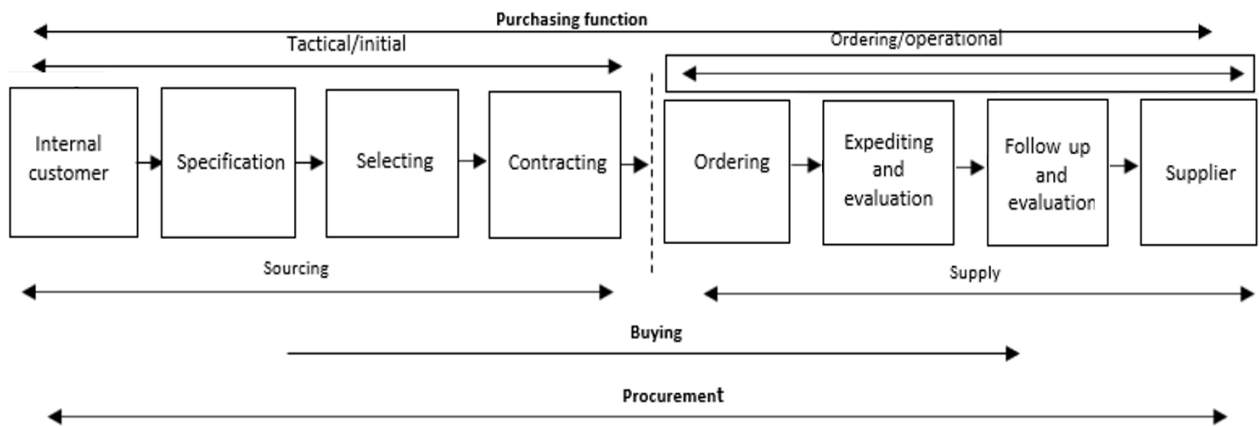 Purchasing function
Tactical/initial
Ordering/operational
Internal
customer
Specification
Selecting
Contracting
Ordering
Expediting
and
evaluation
Follow up
and
evaluation
Supplier
Sourcing
Supply
Buying
Procurement